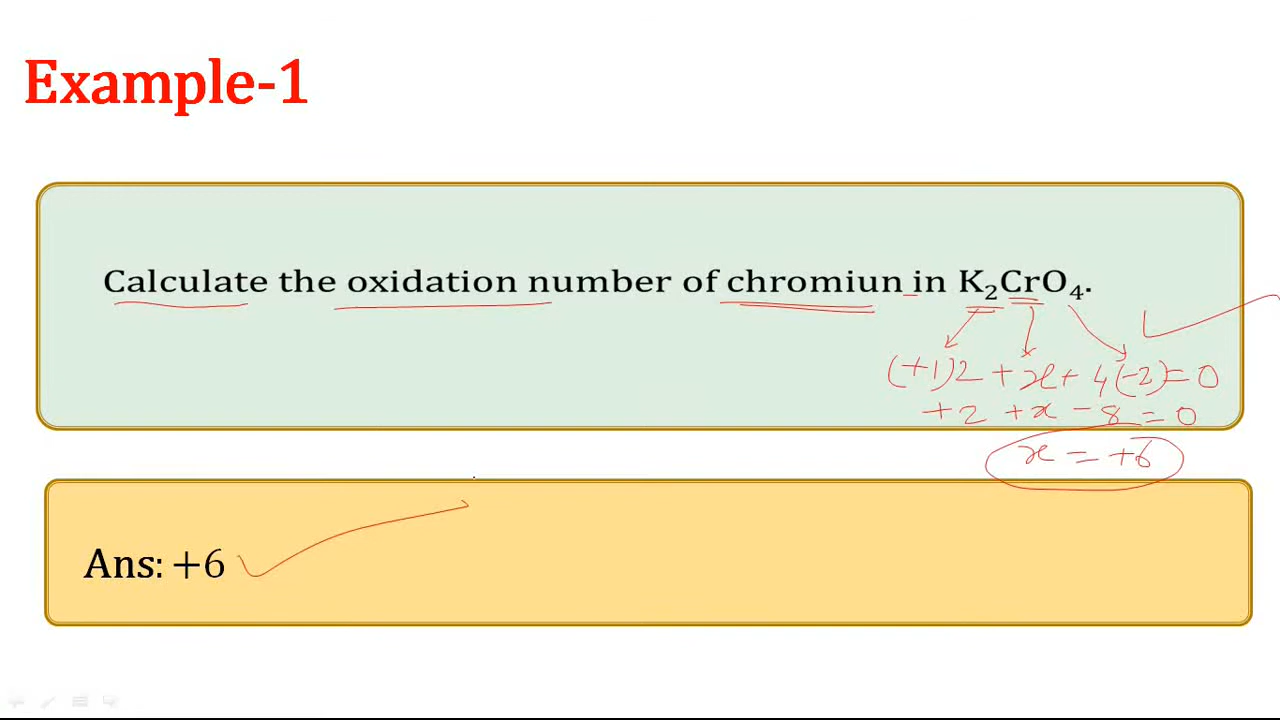 Example-1
Calculate the oxidation number of chromiun in K₂CrO₄.
(+1)2 + x + 4(-2) = 0
+2 + x - 8 = 0
x = +6
Ans: +6